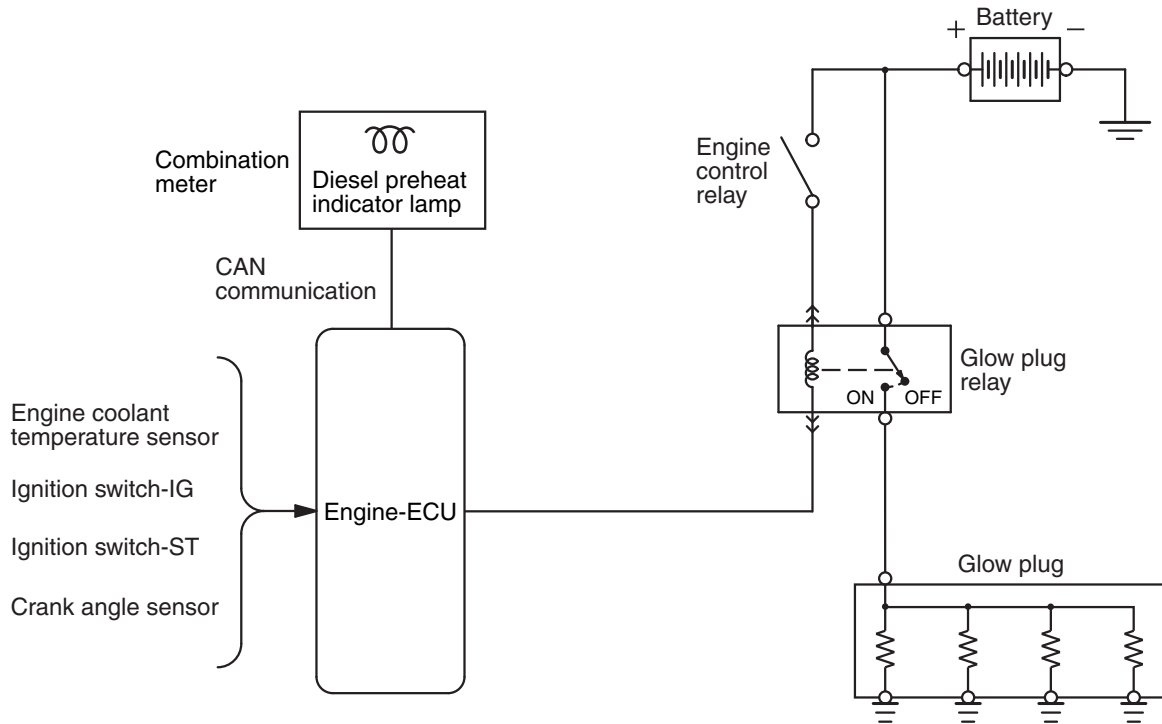 + Battery −
Combination
meter
Diesel preheat
indicator lamp
Engine
control
relay
CAN
communication
Glow plug
relay
ON OFF
Engine coolant
temperature sensor
Ignition switch-IG
Ignition switch-ST
Crank angle sensor
Engine-ECU
Glow plug